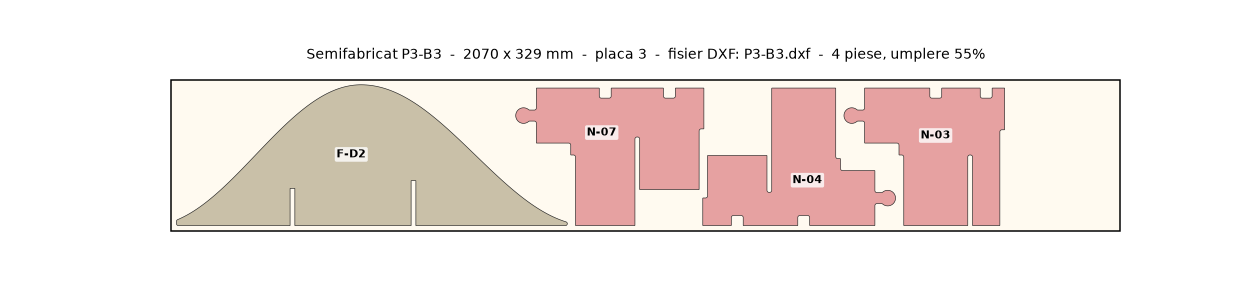 Semifabricat P3-B3 - 2070 x 329 mm - placa 3 - fisier DXF: P3-B3.dxf - 4 piese, umplere 55%
N-07
N-03
F-D2
N-04